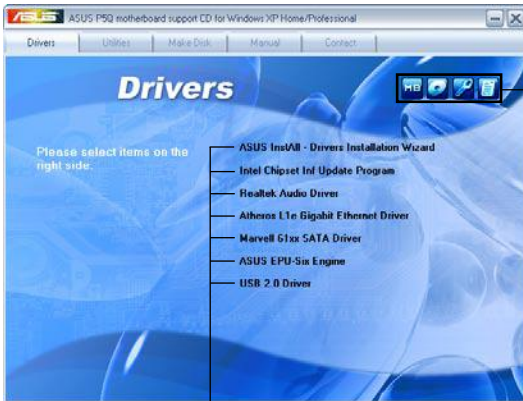 ASUS P5Q motherboard support CD for Windows XP Home/Professional
Drivers
Utilities
Make Disk
Manual
Contact
Drivers
MB
Please select items on the
right side.
ASUS InstAll - Drivers Installation Wizard
Intel Chipset Inf Update Program
Realtek Audio Driver
Atheros L1e Gigabit Ethernet Driver
Marvell 61xx SATA Driver
ASUS EPU-Six Engine
USB 2.0 Driver